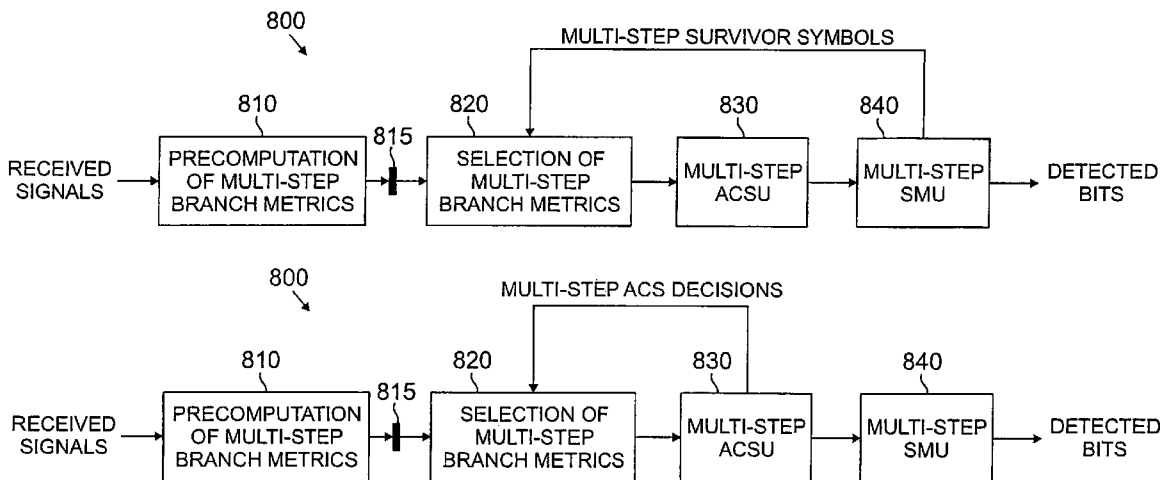 800
MULTI-STEP SURVIVOR SYMBOLS
810
815
820
830
840
RECEIVED
SIGNALS
PRECOMPUTATION
OF MULTI-STEP
BRANCH METRICS
SELECTION OF
MULTI-STEP
BRANCH METRICS
MULTI-STEP
ACSU
MULTI-STEP
SMU
DETECTED
BITS
800
MULTI-STEP ACS DECISIONS
810
815
820
830
840
RECEIVED
SIGNALS
PRECOMPUTATION
OF MULTI-STEP
BRANCH METRICS
SELECTION OF
MULTI-STEP
BRANCH METRICS
MULTI-STEP
ACSU
MULTI-STEP
SMU
DETECTED
BITS